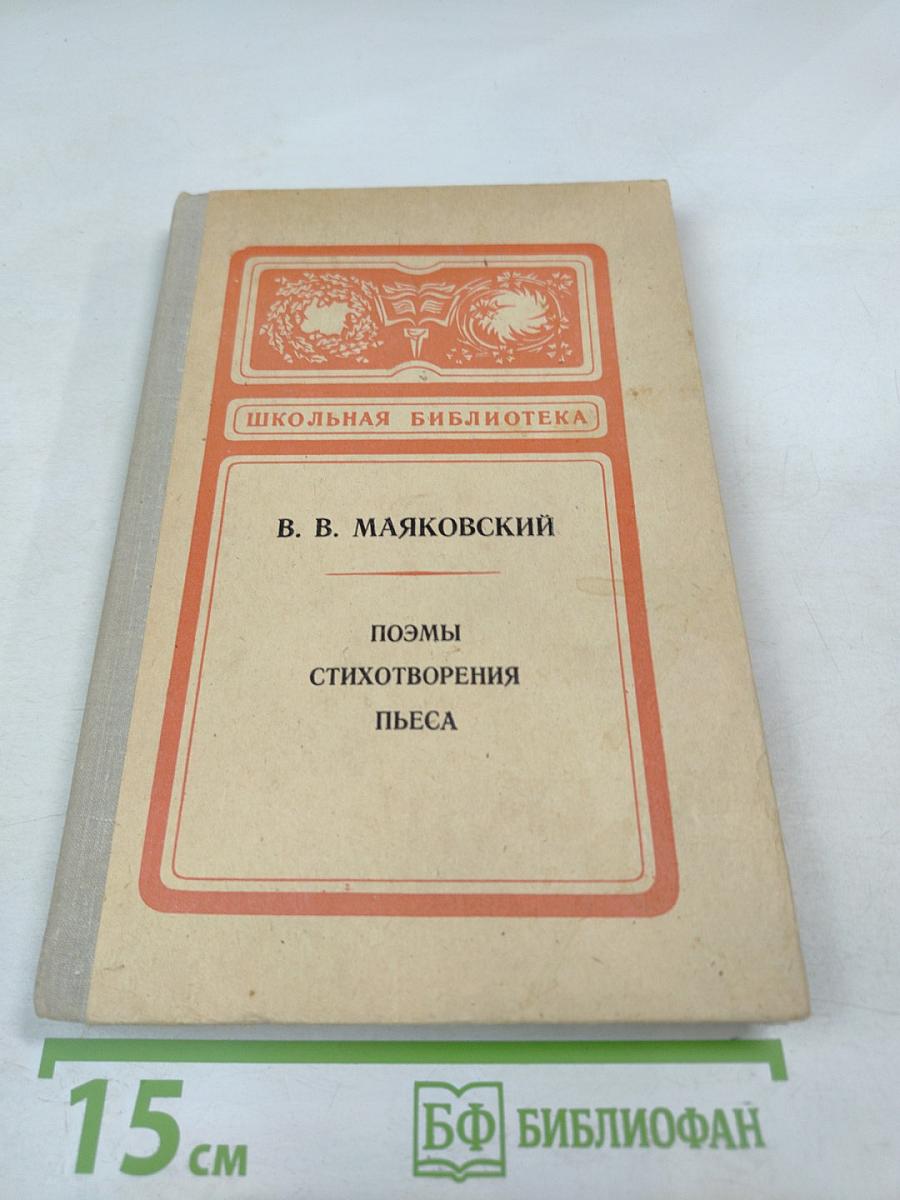 ШКОЛЬНАЯ БИБЛИОТЕКА
В. В. МАЯКОВСКИЙ
ПОЭМЫ
СТИХОТВОРЕНИЯ
ПЬЕСА
15 см
БФ БИБЛИОФАН